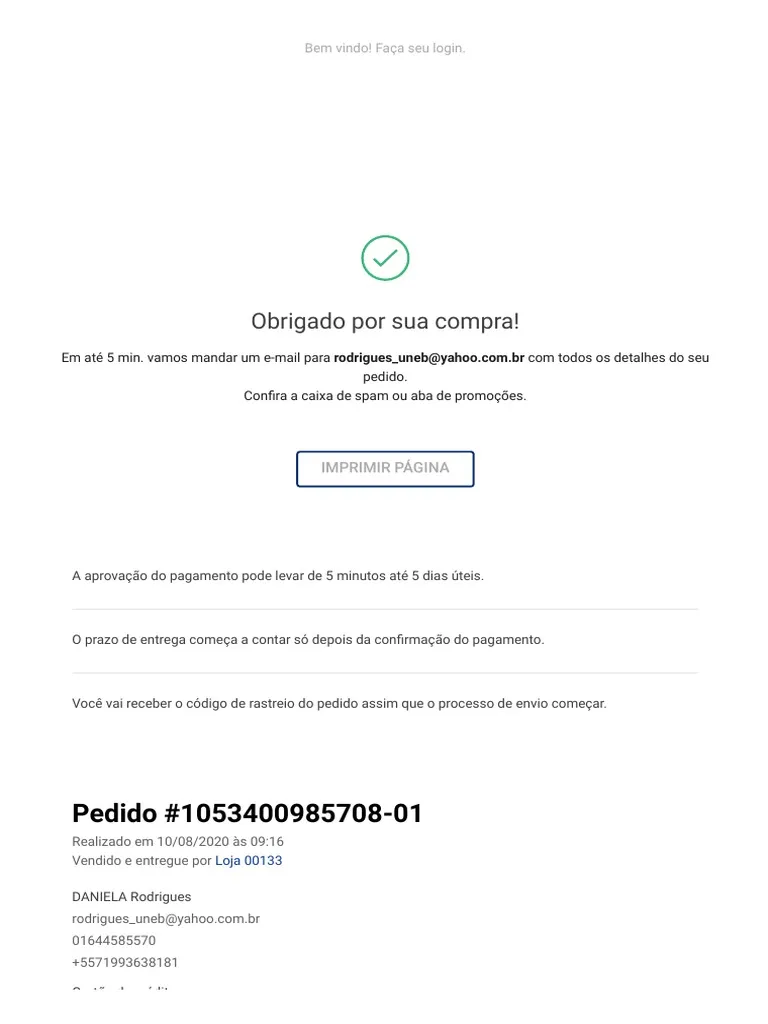 Bem vindo! Faça seu login.
Obrigado por sua compra!
Em até 5 min. vamos mandar um e-mail para rodrigues_uneb@yahoo.com.br com todos os detalhes do seu
pedido.
Confira a caixa de spam ou aba de promoções.
IMPRIMIR PÁGINA
A aprovação do pagamento pode levar de 5 minutos até 5 dias úteis.
O prazo de entrega começa a contar só depois da confirmação do pagamento.
Você vai receber o código de rastreio do pedido assim que o processo de envio começar.
Pedido #1053400985708-01
Realizado em 10/08/2020 às 09:16
Vendido e entregue por Loja 00133
DANIELA Rodrigues
rodrigues_uneb@yahoo.com.br
01644585570
+5571993638181